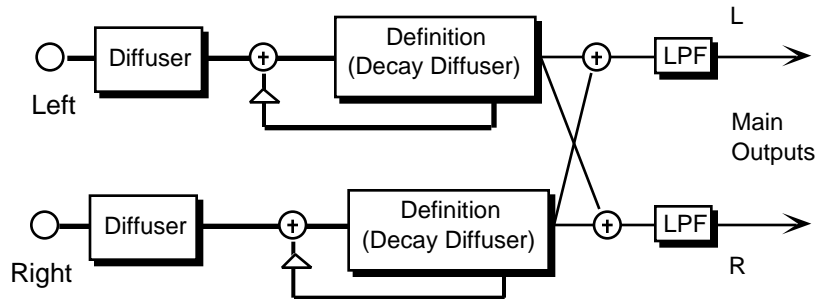 L
Diffuser
+
Definition
(Decay Diffuser)
+
LPF
Left
Main
Outputs
Diffuser
+
Definition
(Decay Diffuser)
+
LPF
Right
R